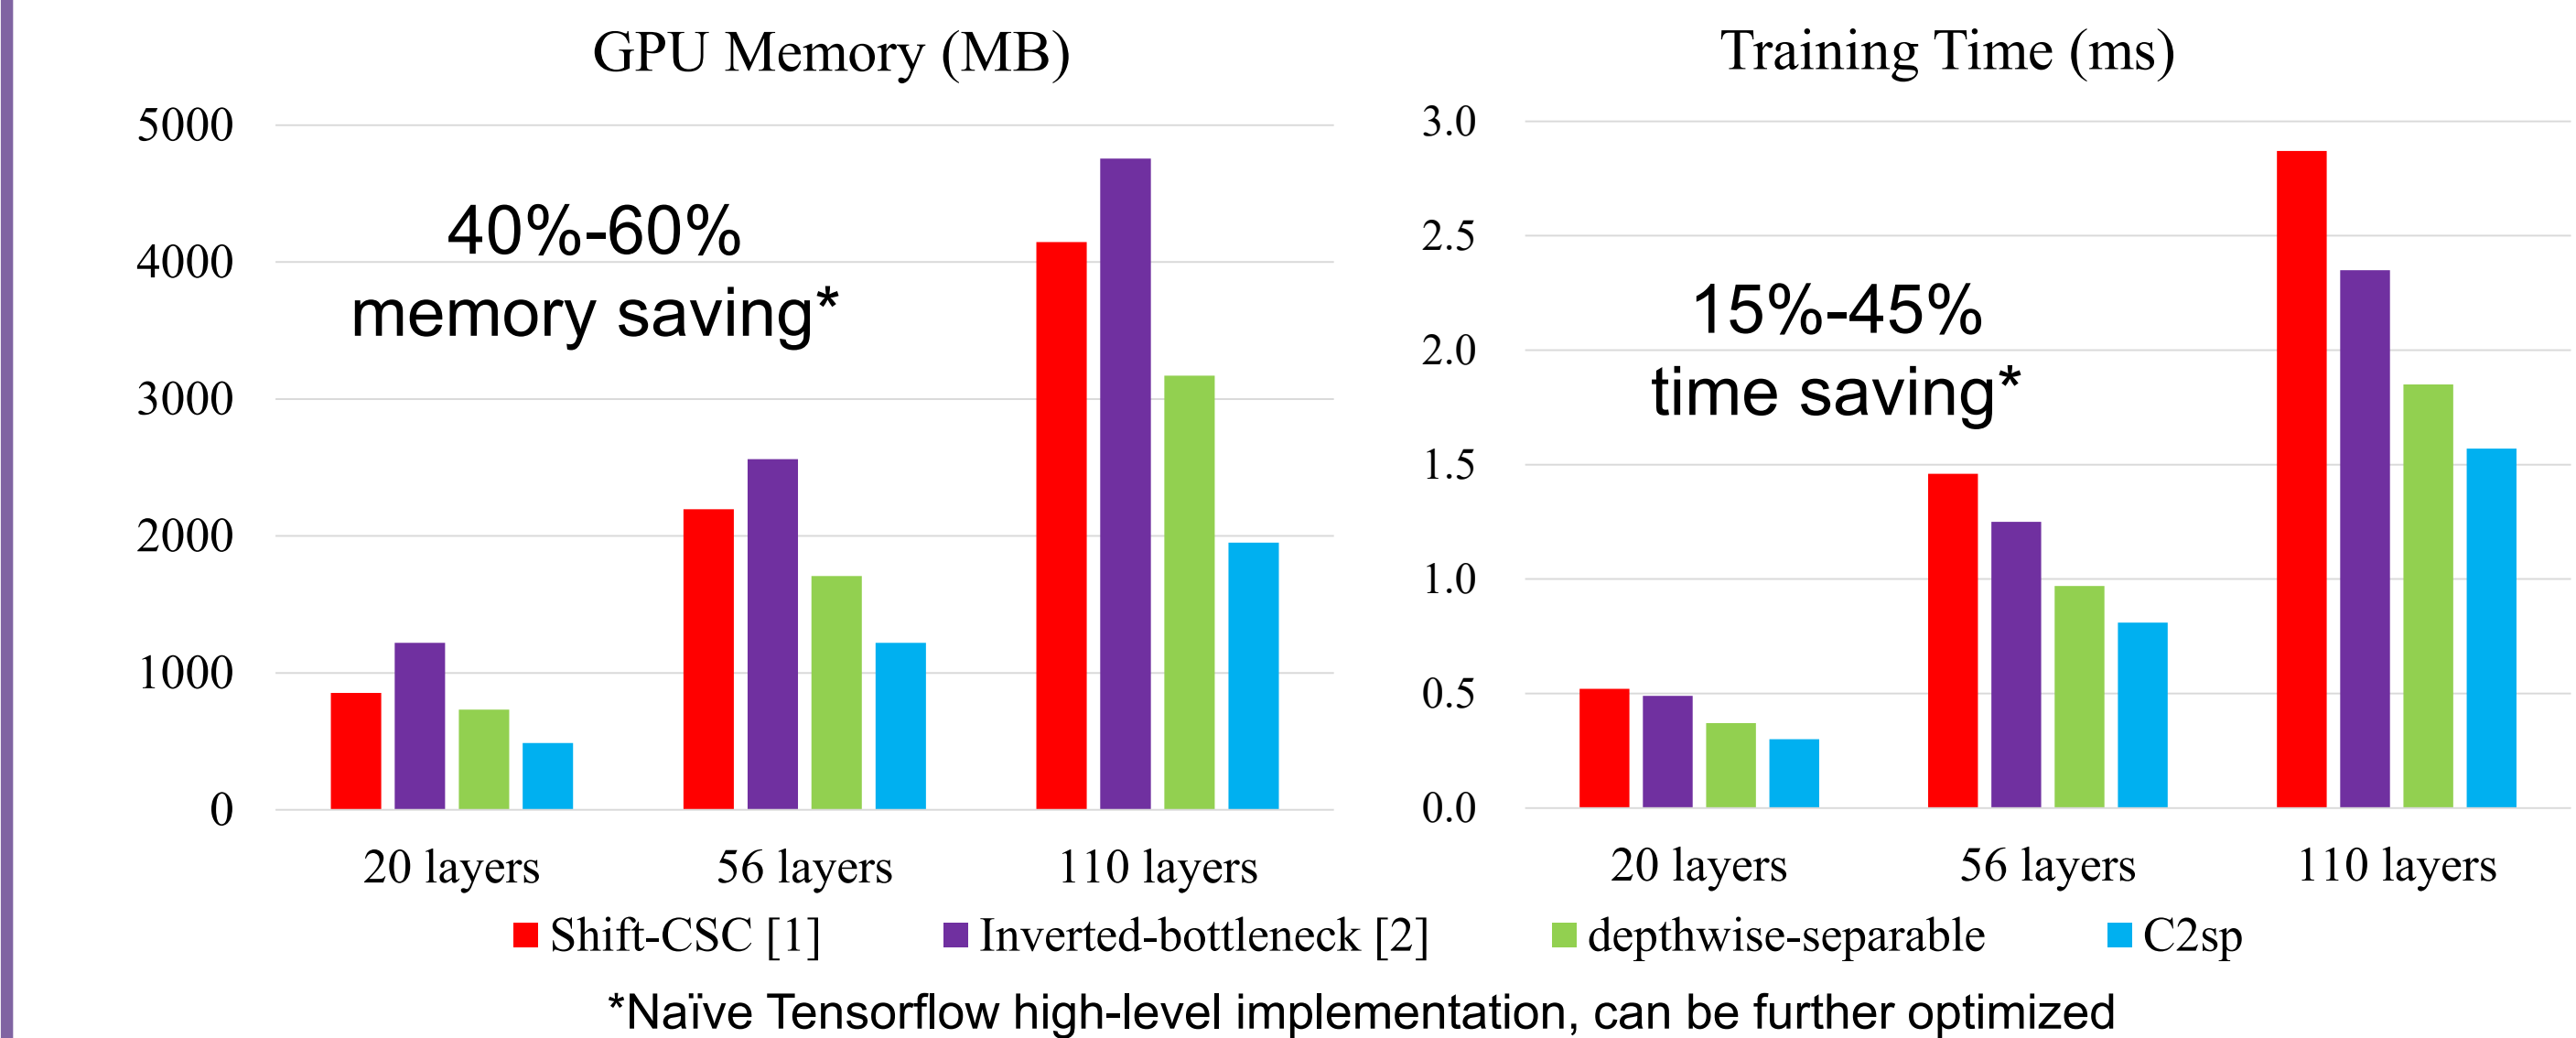 GPU Memory (MB)
5000
4000
3000
2000
1000
0
40%-60%
memory saving*
20 layers
56 layers
110 layers
Training Time (ms)
3.0
2.5
2.0
1.5
1.0
0.5
0.0
15%-45%
time saving*
20 layers
56 layers
110 layers
Shift-CSC [1]
Inverted-bottleneck [2]
depthwise-separable
C2sp
*Naïve Tensorflow high-level implementation, can be further optimized